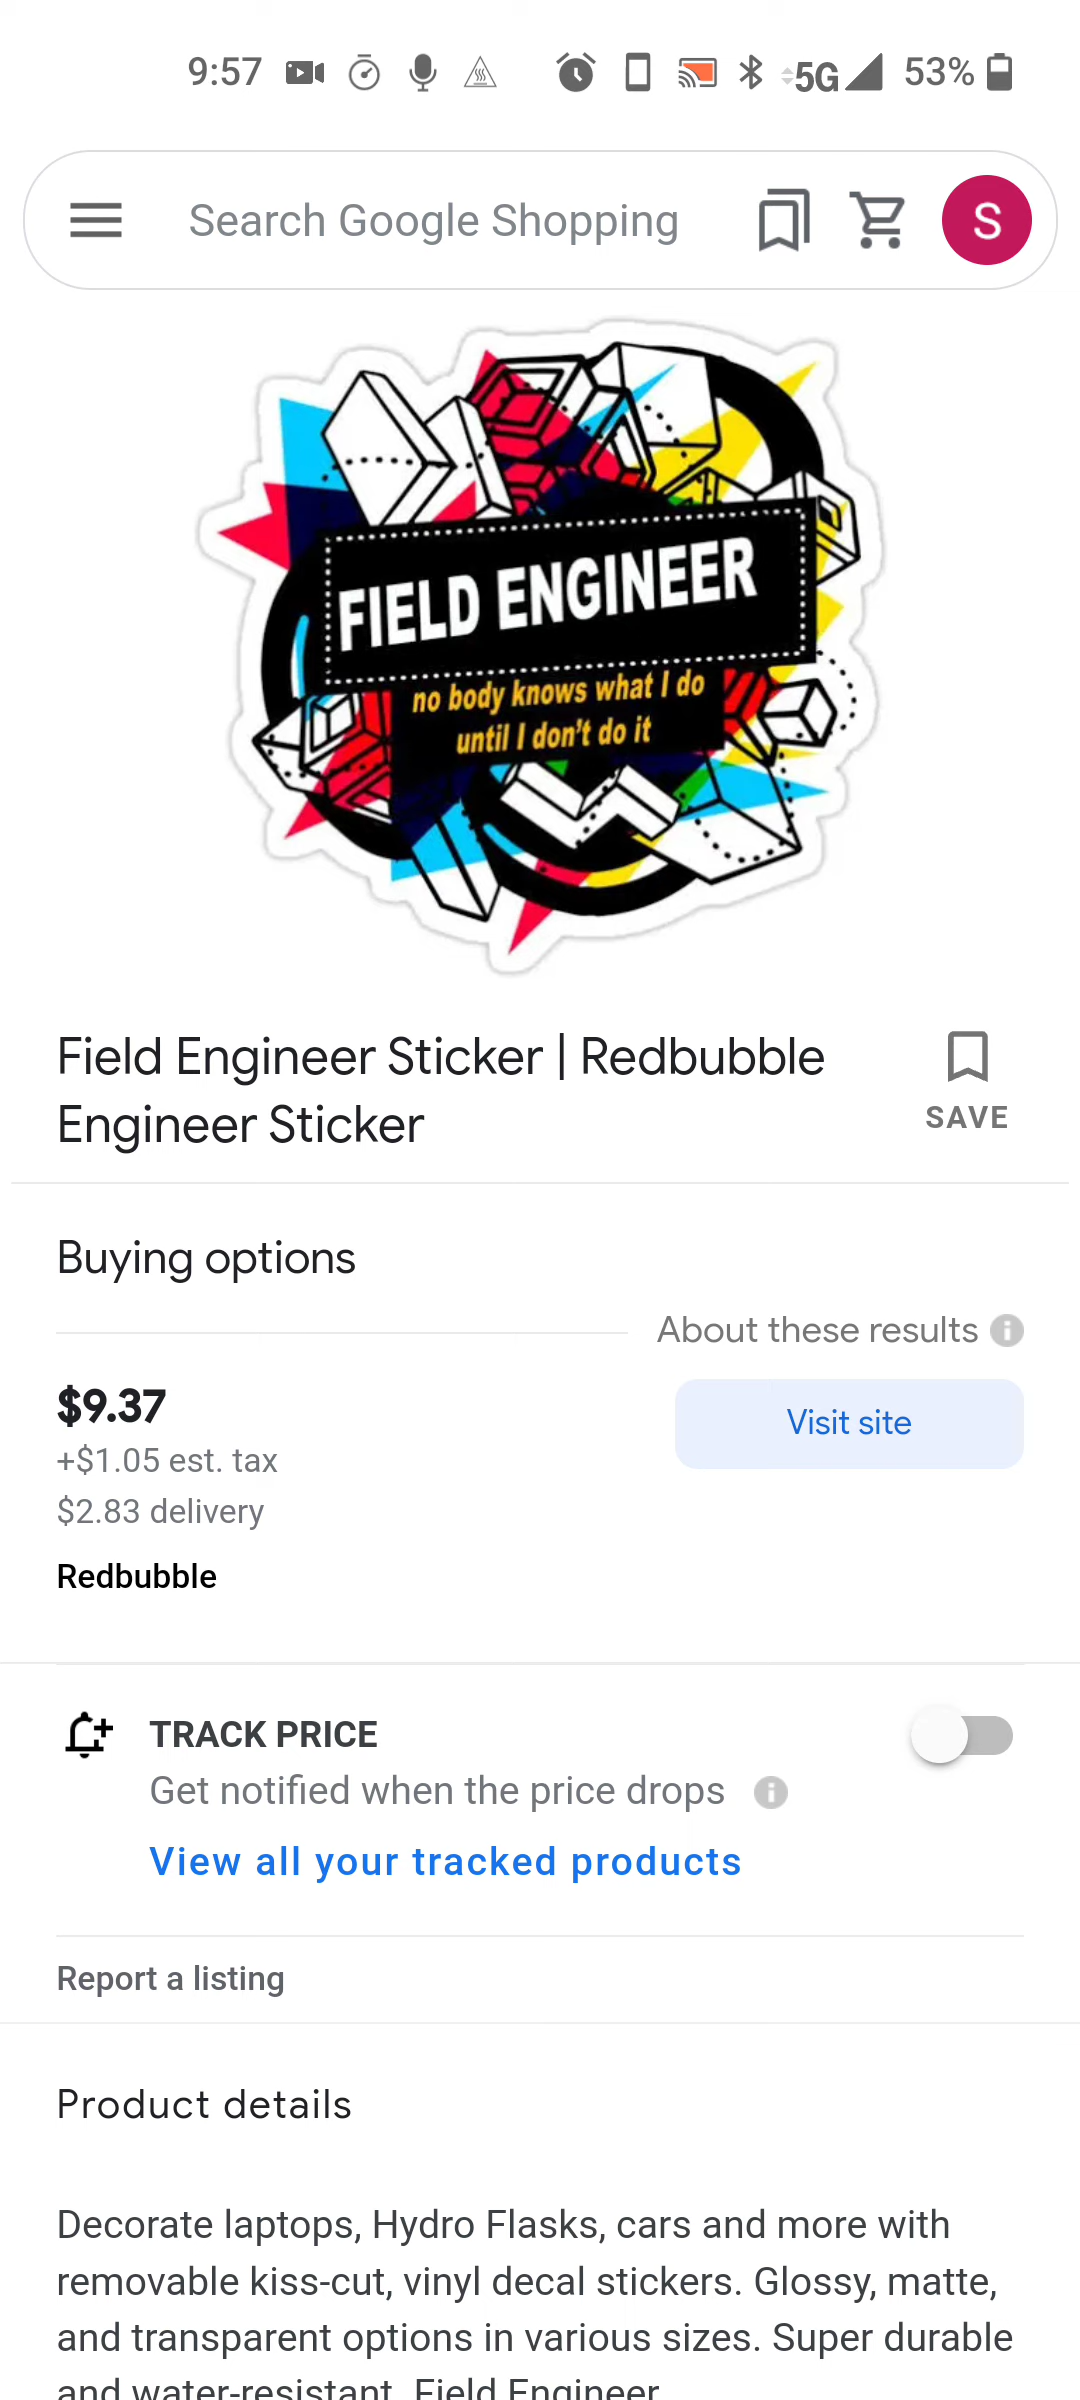 9:57
5G
53%
Search Google Shopping
S
FIELD ENGINEER
no body knows what I do
until I don't do it
Field Engineer Sticker | Redbubble
Engineer Sticker
SAVE
Buying options
About these results
$9.37
Visit site
+$1.05 est. tax
$2.83 delivery
Redbubble
TRACK PRICE
Get notified when the price drops
View all your tracked products
Report a listing
Product details
Decorate laptops, Hydro Flasks, cars and more with
removable kiss-cut, vinyl decal stickers. Glossy, matte,
and transparent options in various sizes. Super durable
and water-resistant. Field Engineer